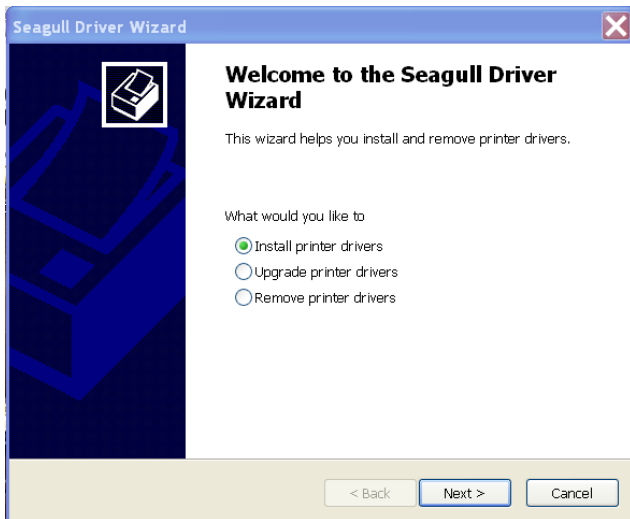 Seagull Driver Wizard
Welcome to the Seagull Driver
Wizard
This wizard helps you install and remove printer drivers.
What would you like to
Install printer drivers
Upgrade printer drivers
Remove printer drivers
< Back Next > Cancel